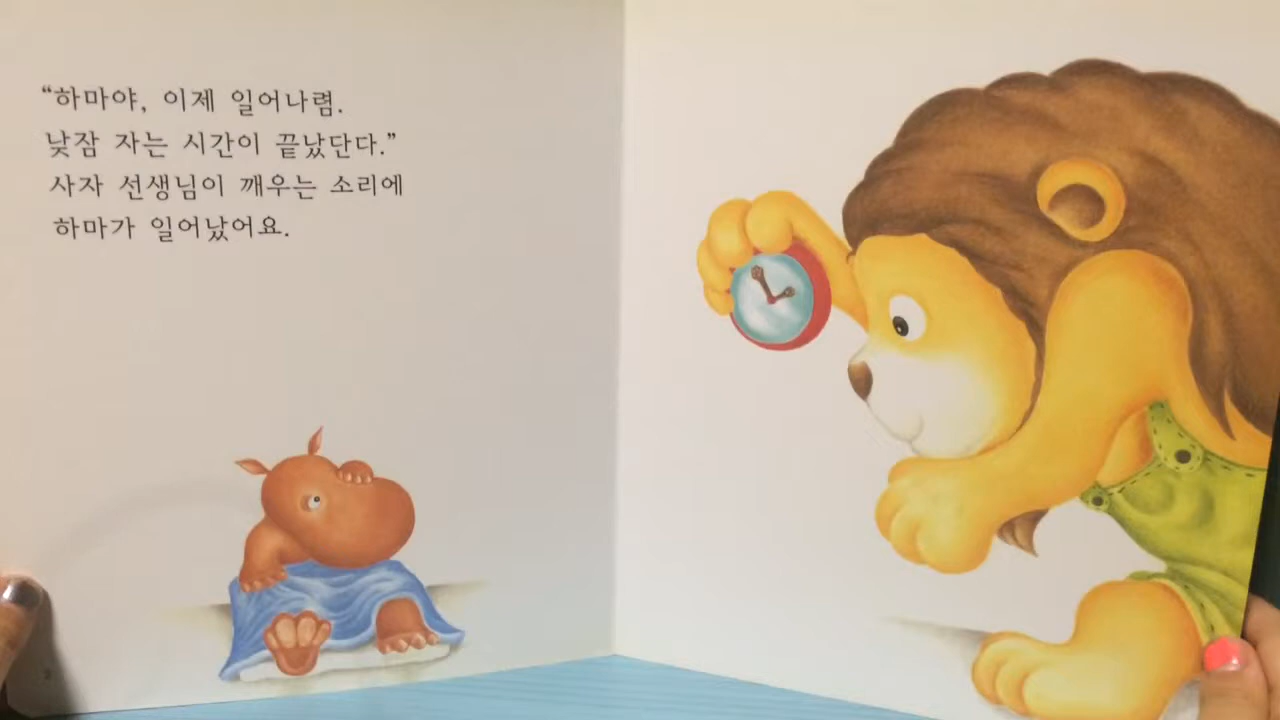 “하마야, 이제 일어나렴.
낮잠 자는 시간이 끝났단다.”
사자 선생님이 깨우는 소리에
하마가 일어났어요.
2